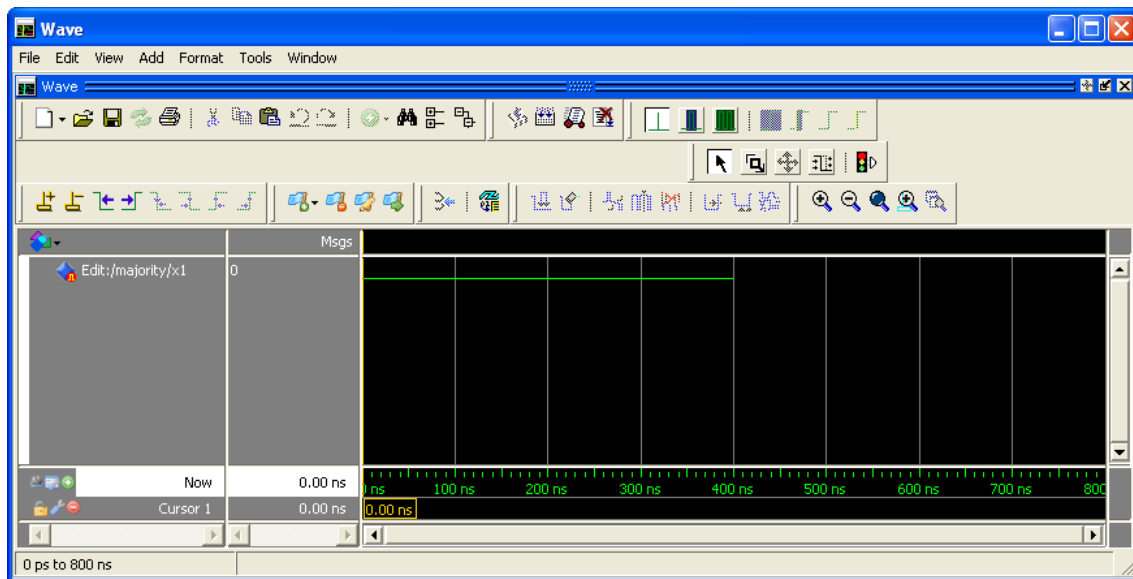 Wave
File Edit View Add Format Tools Window
Wave
Msgs
Edit:/majority/x1 0
Now 0.00 ns
ns 100 ns 200 ns 300 ns 400 ns 500 ns 600 ns 700 ns 800
Cursor 1 0.00 ns 0.00 ns
0 ps to 800 ns